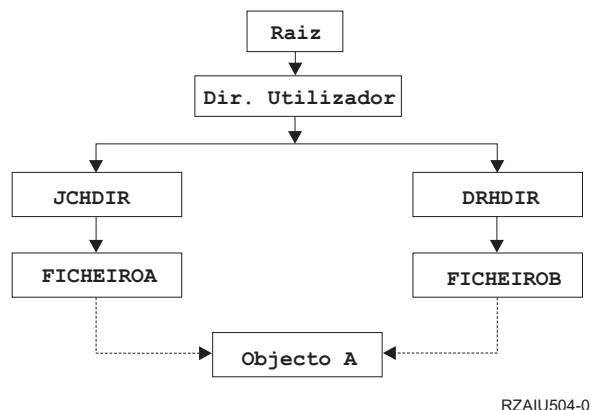 Raiz
Dir. Utilizador
JCHDIR
DRHDIR
FICHEIROA
FICHEIROB
Objecto A
RZAIU504-0